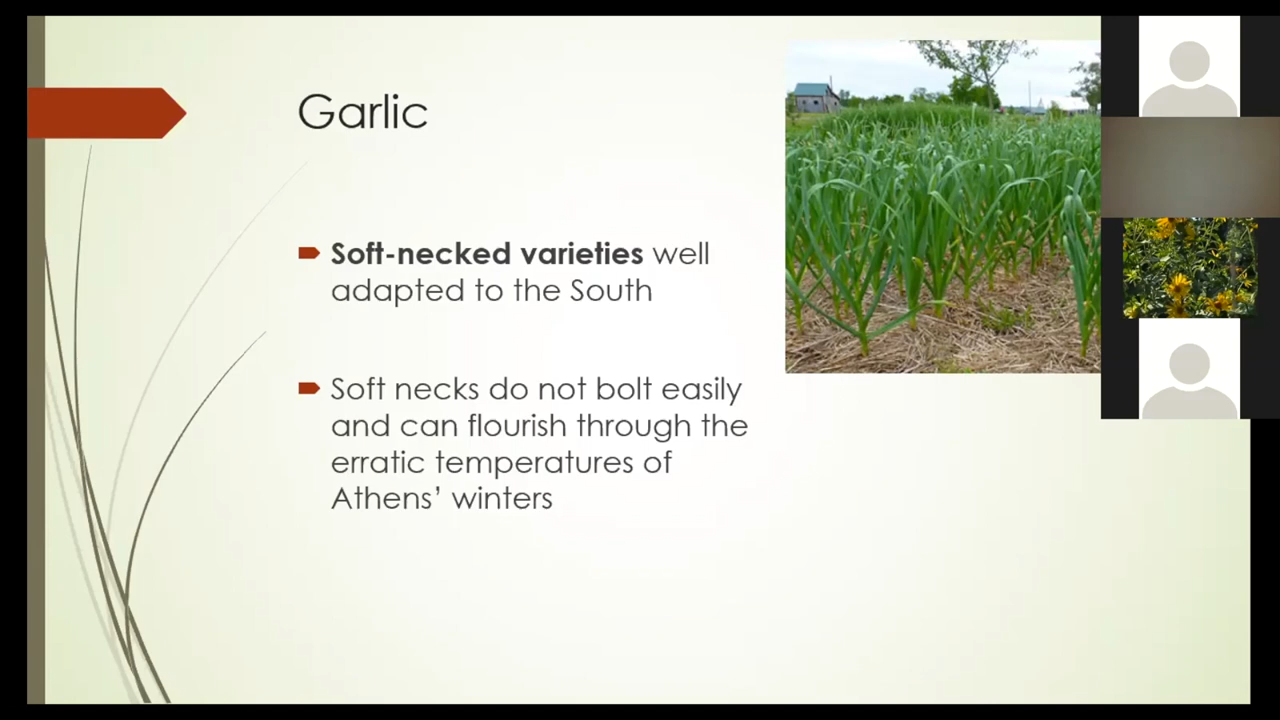 Garlic
Soft-necked varieties well
adapted to the South
Soft necks do not bolt easily
and can flourish through the
erratic temperatures of
Athens’ winters